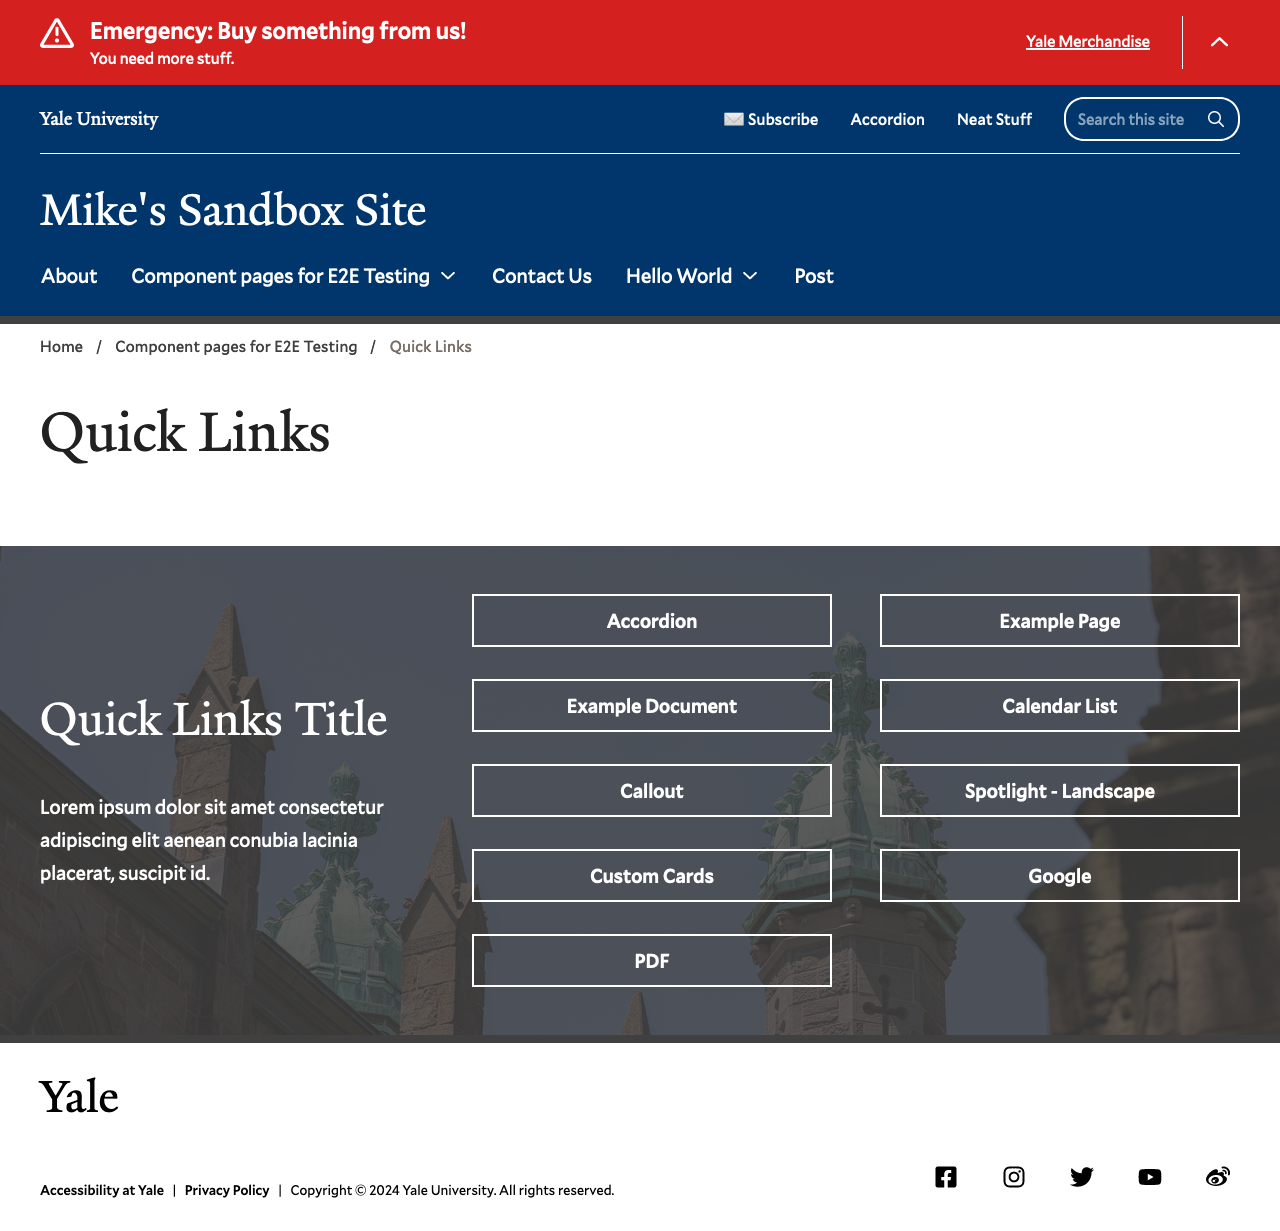 Emergency: Buy something from us!
You need more stuff.
Yale Merchandise
Yale University
Subscribe
Accordion
Neat Stuff
Search this site
Mike's Sandbox Site
About
Component pages for E2E Testing
Contact Us
Hello World
Post
Home / Component pages for E2E Testing / Quick Links
Quick Links
Quick Links Title
Lorem ipsum dolor sit amet consectetur
adipiscing elit aenean conubia lacinia
placerat, suscipit id.
Accordion
Example Page
Example Document
Calendar List
Callout
Spotlight - Landscape
Custom Cards
Google
PDF
Yale
Accessibility at Yale | Privacy Policy | Copyright © 2024 Yale University. All rights reserved.